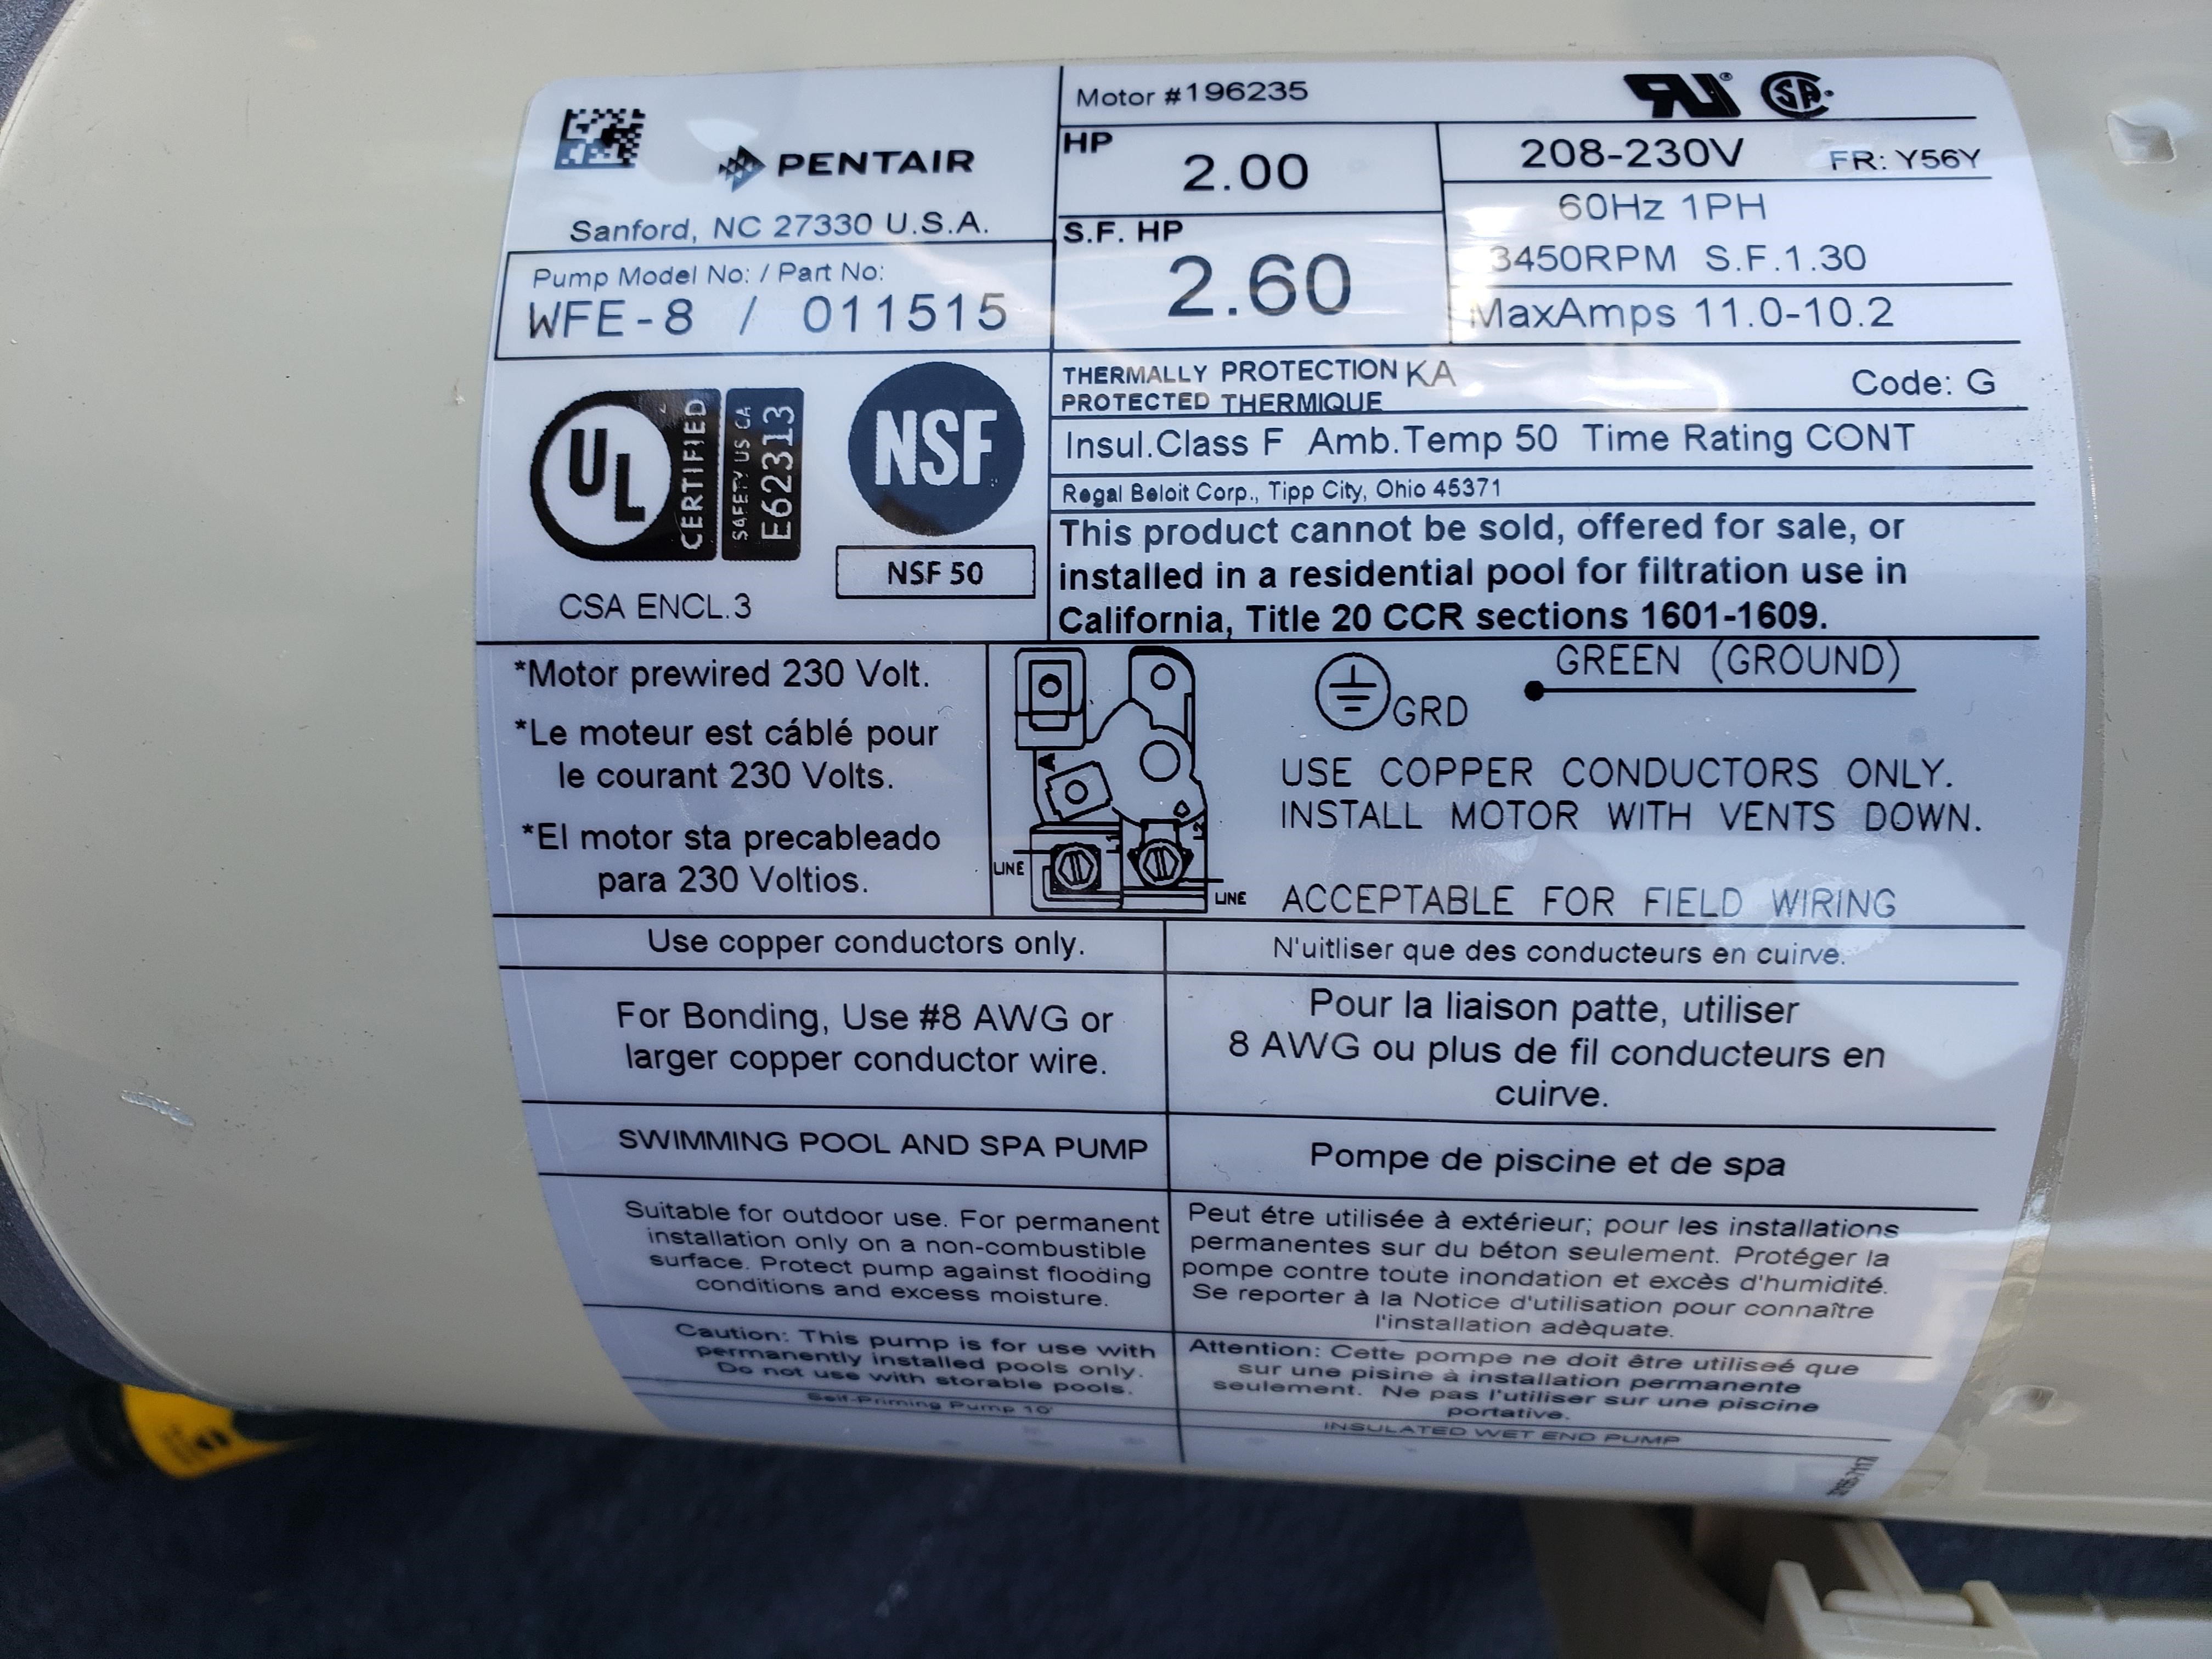 PENTAIR
Sanford, NC 27330 U.S.A.
Pump Model No: / Part No:
WFE-8 / 011515
Motor #196235
HP
2.00
S.F. HP
2.60
208-230V FR: Y56Y
60Hz 1PH
3450RPM S.F.1.30
MaxAmps 11.0-10.2
UL
CERTIFIED
SAFETY US CA
E623313
NSF
NSF 50
CSA ENCL.3
THERMALLY PROTECTION KA
PROTECTED THERMIQUE
Code: G
Insul.Class F Amb.Temp 50 Time Rating CONT
Regal Beloit Corp., Tipp City, Ohio 45371
This product cannot be sold, offered for sale, or
installed in a residential pool for filtration use in
California, Title 20 CCR sections 1601-1609.
*Motor prewired 230 Volt.
*Le moteur est cáblé pour
le courant 230 Volts.
*El motor sta precableado
para 230 Voltios.
A
L2
LINE
LINE
GRD
GREEN (GROUND)
USE COPPER CONDUCTORS ONLY.
INSTALL MOTOR WITH VENTS DOWN.
ACCEPTABLE FOR FIELD WIRING
Use copper conductors only.
N'uitliser que des conducteurs en cuirve.
For Bonding, Use #8 AWG or
larger copper conductor wire.
Pour la liaison patte, utiliser
8 AWG ou plus de fil conducteurs en
cuirve.
SWIMMING POOL AND SPA PUMP
Pompe de piscine et de spa
Suitable for outdoor use. For permanent
installation only on a non-combustible
surface. Protect pump against flooding
conditions and excess moisture.
Peut étre utilisée à extérieur; pour les installations
permanentes sur du béton seulement. Protéger la
pompe contre toute inondation et excès d'humidité.
Se reporter à la Notice d'utilisation pour connaître
l'installation adèquate.
Caution: This pump is for use with
permanently installed pools only.
Do not use with storable pools.
Attention: Cette pompe ne doit être utiliseé que
sur une pisine à installation permanente
seulement. Ne pas l'utiliser sur une piscine
portative.
Self-Priming Pump 10'
INSULATED WET END PUMP